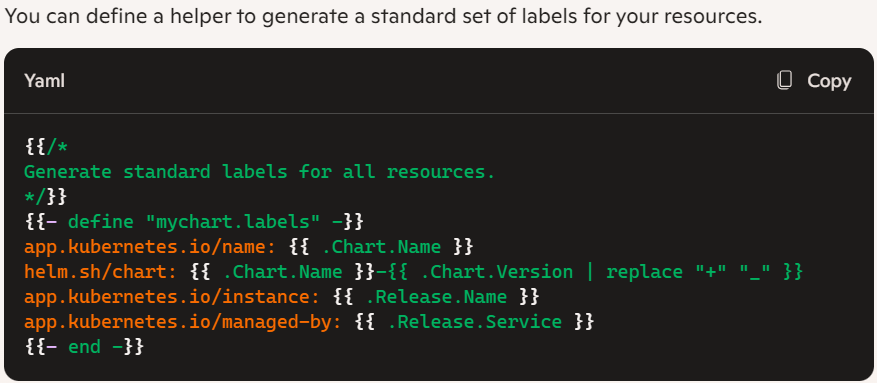 You can define a helper to generate a standard set of labels for your resources.
Yaml
Copy
{{/*
Generate standard labels for all resources.
*/}}
{{- define "mychart.labels" -}}
app.kubernetes.io/name: {{ .Chart.Name }}
helm.sh/chart: {{ .Chart.Name }}-{{ .Chart.Version | replace "+" "_" }}
app.kubernetes.io/instance: {{ .Release.Name }}
app.kubernetes.io/managed-by: {{ .Release.Service }}
{{- end -}}